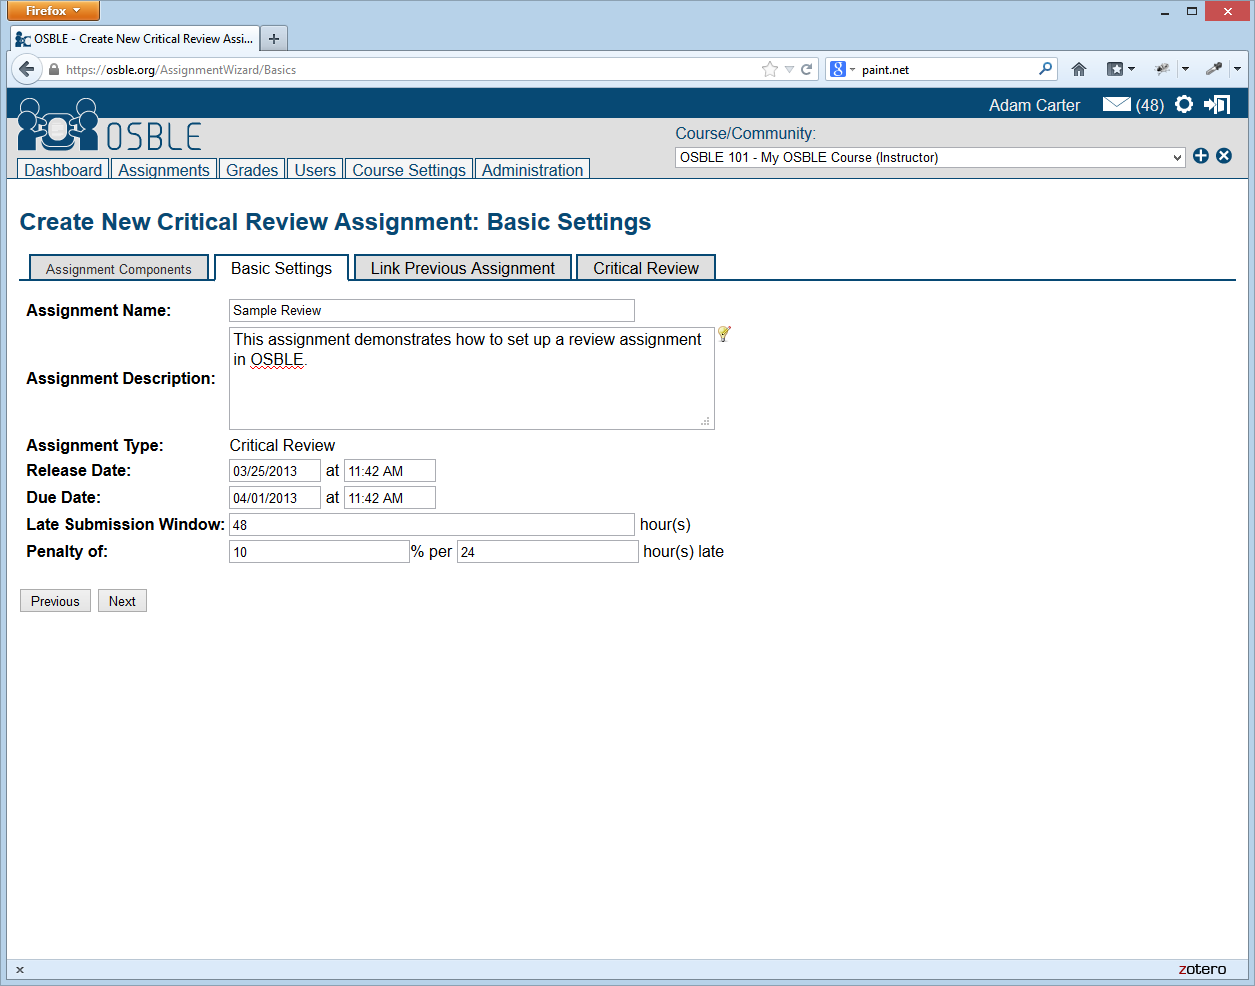 Firefox
OSBLE - Create New Critical Review Assi...
https://osble.org/AssignmentWizard/Basics
paint.net
Adam Carter (48)
OSBLE
Course/Community:
OSBLE 101 - My OSBLE Course (Instructor)
Dashboard Assignments Grades Users Course Settings Administration
Create New Critical Review Assignment: Basic Settings
Assignment Components Basic Settings Link Previous Assignment Critical Review
Assignment Name: Sample Review
This assignment demonstrates how to set up a review assignment
in OSBLE.
Assignment Description:
Assignment Type: Critical Review
Release Date: 03/25/2013 at 11:42 AM
Due Date: 04/01/2013 at 11:42 AM
Late Submission Window: 48 hour(s)
Penalty of: 10 % per 24 hour(s) late
Previous Next
zotero